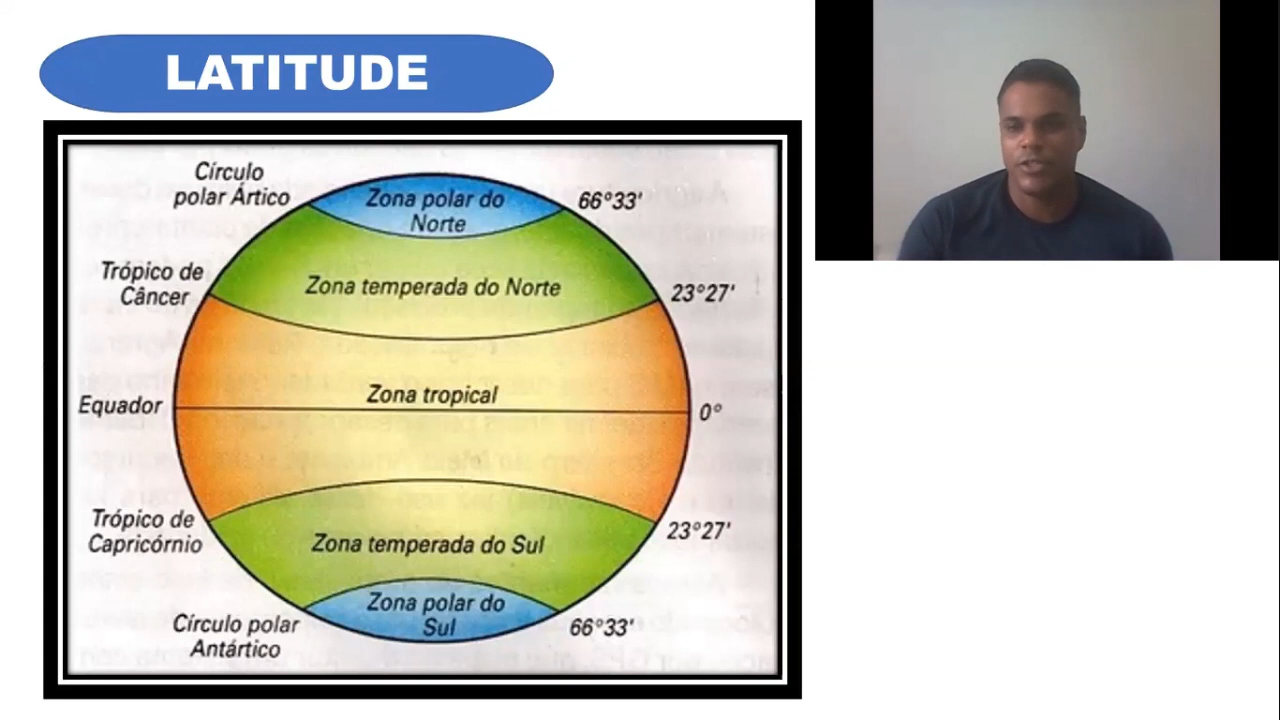 LATITUDE
Círculo
polar Ártico
Zona polar do
Norte
66°33'
Trópico de
Câncer
Zona temperada do Norte
23°27'
Equador
Zona tropical
0°
Trópico de
Capricórnio
Zona temperada do Sul
23°27'
Círculo polar
Antártico
Zona polar do
Sul
66°33'